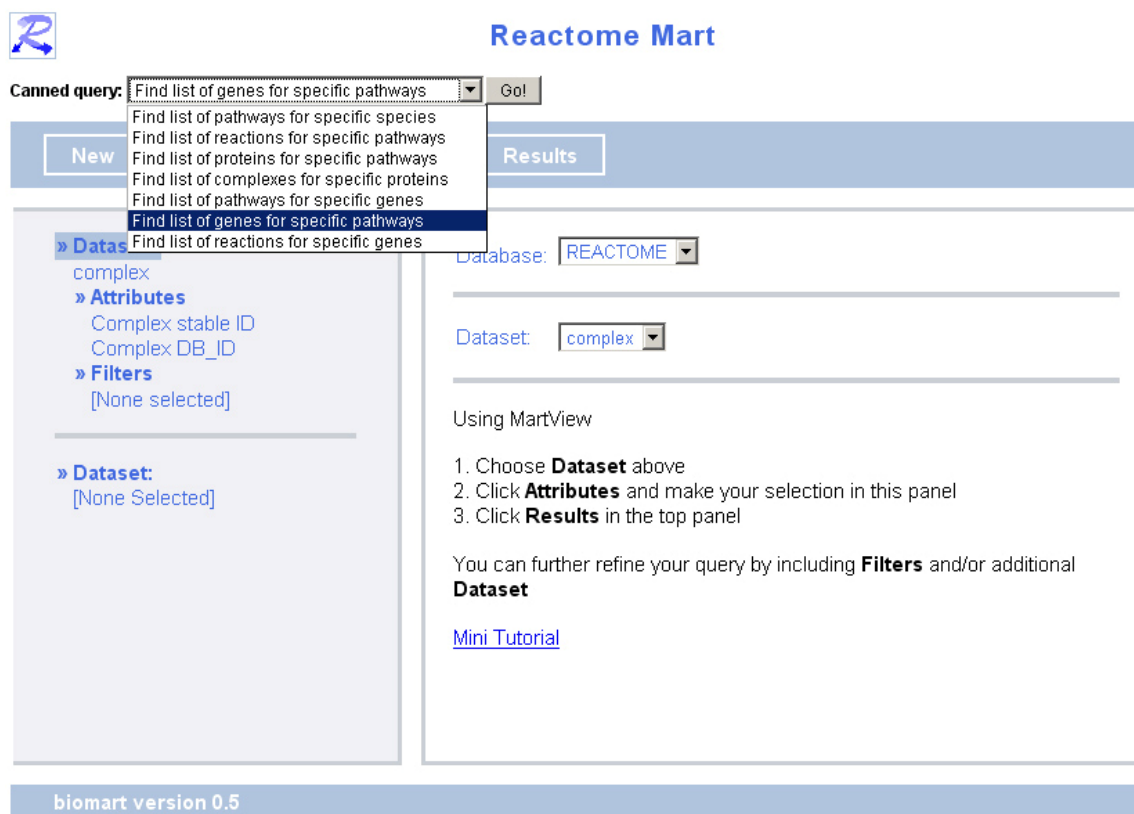 R
Reactome Mart
Canned query: Find list of genes for specific pathways Go!
Find list of pathways for specific species
Find list of reactions for specific pathways
Find list of proteins for specific pathways
Find list of complexes for specific proteins
Find list of pathways for specific genes
Find list of genes for specific pathways
Find list of reactions for specific genes
New Results
» Datas
complex
» Attributes
Complex stable ID
Complex DB_ID
» Filters
[None selected]
» Dataset:
[None Selected]
Database: REACTOME
Dataset: complex
Using MartView
1. Choose Dataset above
2. Click Attributes and make your selection in this panel
3. Click Results in the top panel
You can further refine your query by including Filters and/or additional
Dataset
Mini Tutorial
biomart version 0.5